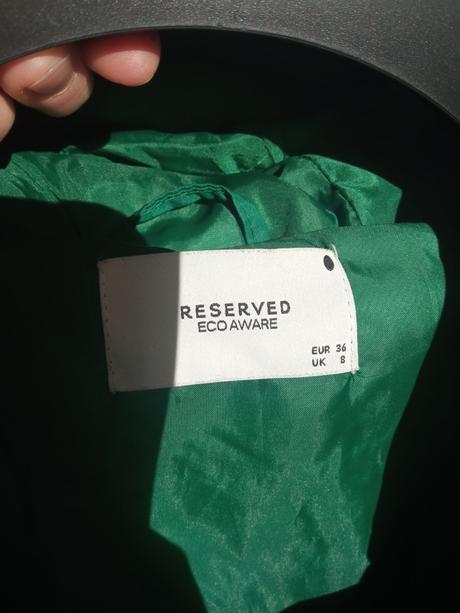 RESERVED
ECO AWARE
EUR 36
UK 8